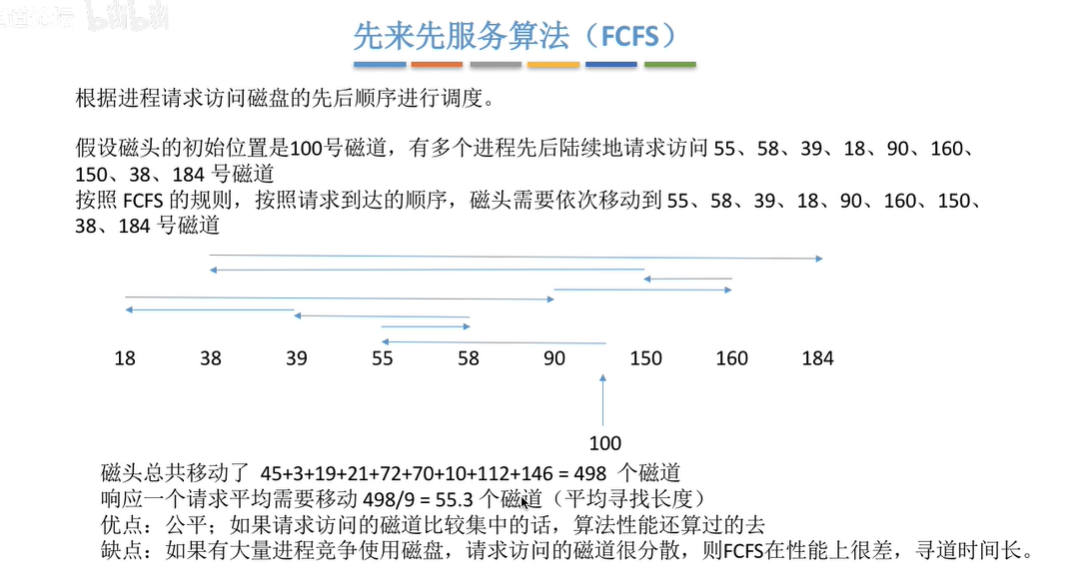 bilibili
先来先服务算法（FCFS）
根据进程请求访问磁盘的先后顺序进行调度。
假设磁头的初始位置是100号磁道，有多个进程先后陆续地请求访问 55、58、39、18、90、160、
150、38、184 号磁道
按照 FCFS 的规则，按照请求到达的顺序，磁头需要依次移动到 55、58、39、18、90、160、150、
38、184 号磁道
18 38 39 55 58 90 150 160 184
100
磁头总共移动了 45+3+19+21+72+70+10+112+146 = 498 个磁道
响应一个请求平均需要移动 498/9 = 55.3 个磁道（平均寻找长度）
优点：公平；如果请求访问的磁道比较集中的话，算法性能还算过的去
缺点：如果有大量进程竞争使用磁盘，请求访问的磁道很分散，则FCFS在性能上很差，寻道时间长。